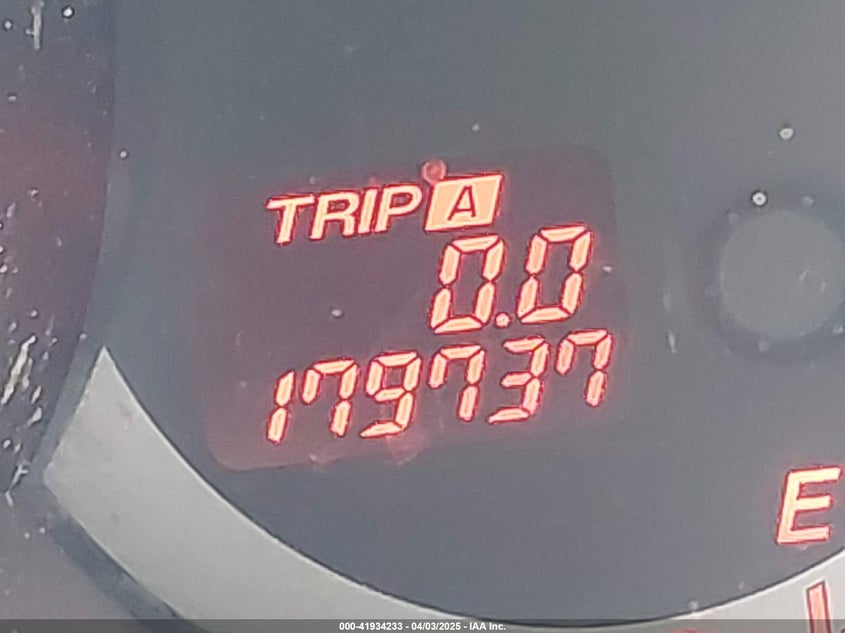 TRIP A
0.0
179737
E
000-41934233 - 04/03/2025 - IAA Inc.